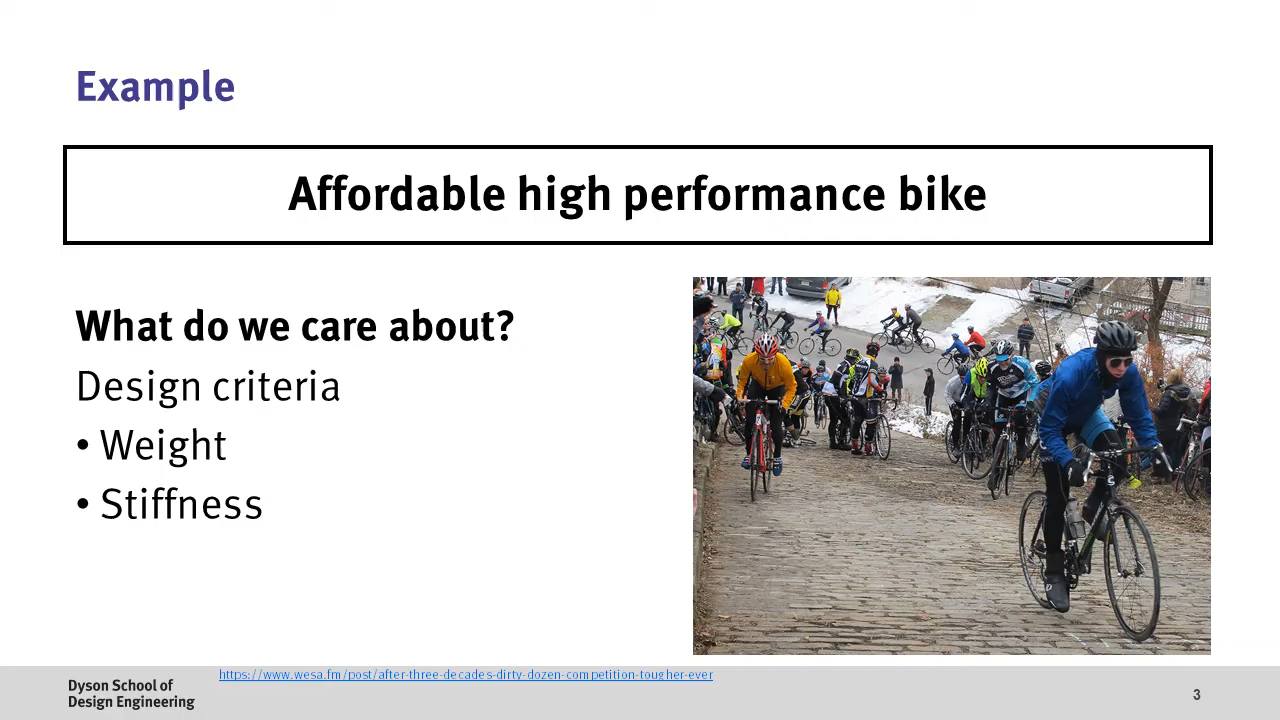 Example
Affordable high performance bike
What do we care about?
Design criteria
• Weight
• Stiffness
https://www.wesa.fm/post/after-three-decades-dirty-dozen-competition-tougher-ever
Dyson School of
Design Engineering
3